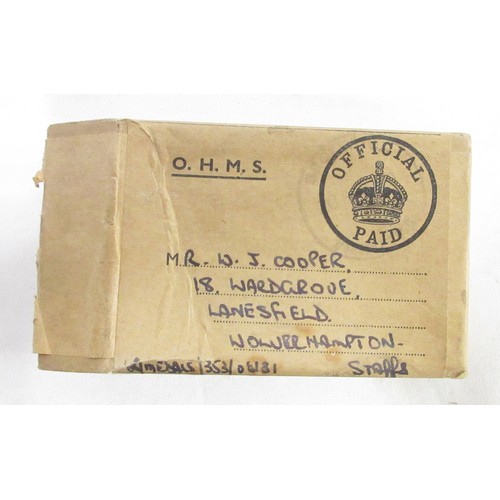 O. H. M. S.
OFFICIAL
PAID
MR. W. J. COOPER,
18. WARDGROVE,
LANESFIELD.
WOLVERHAMPTON-
STAFFS